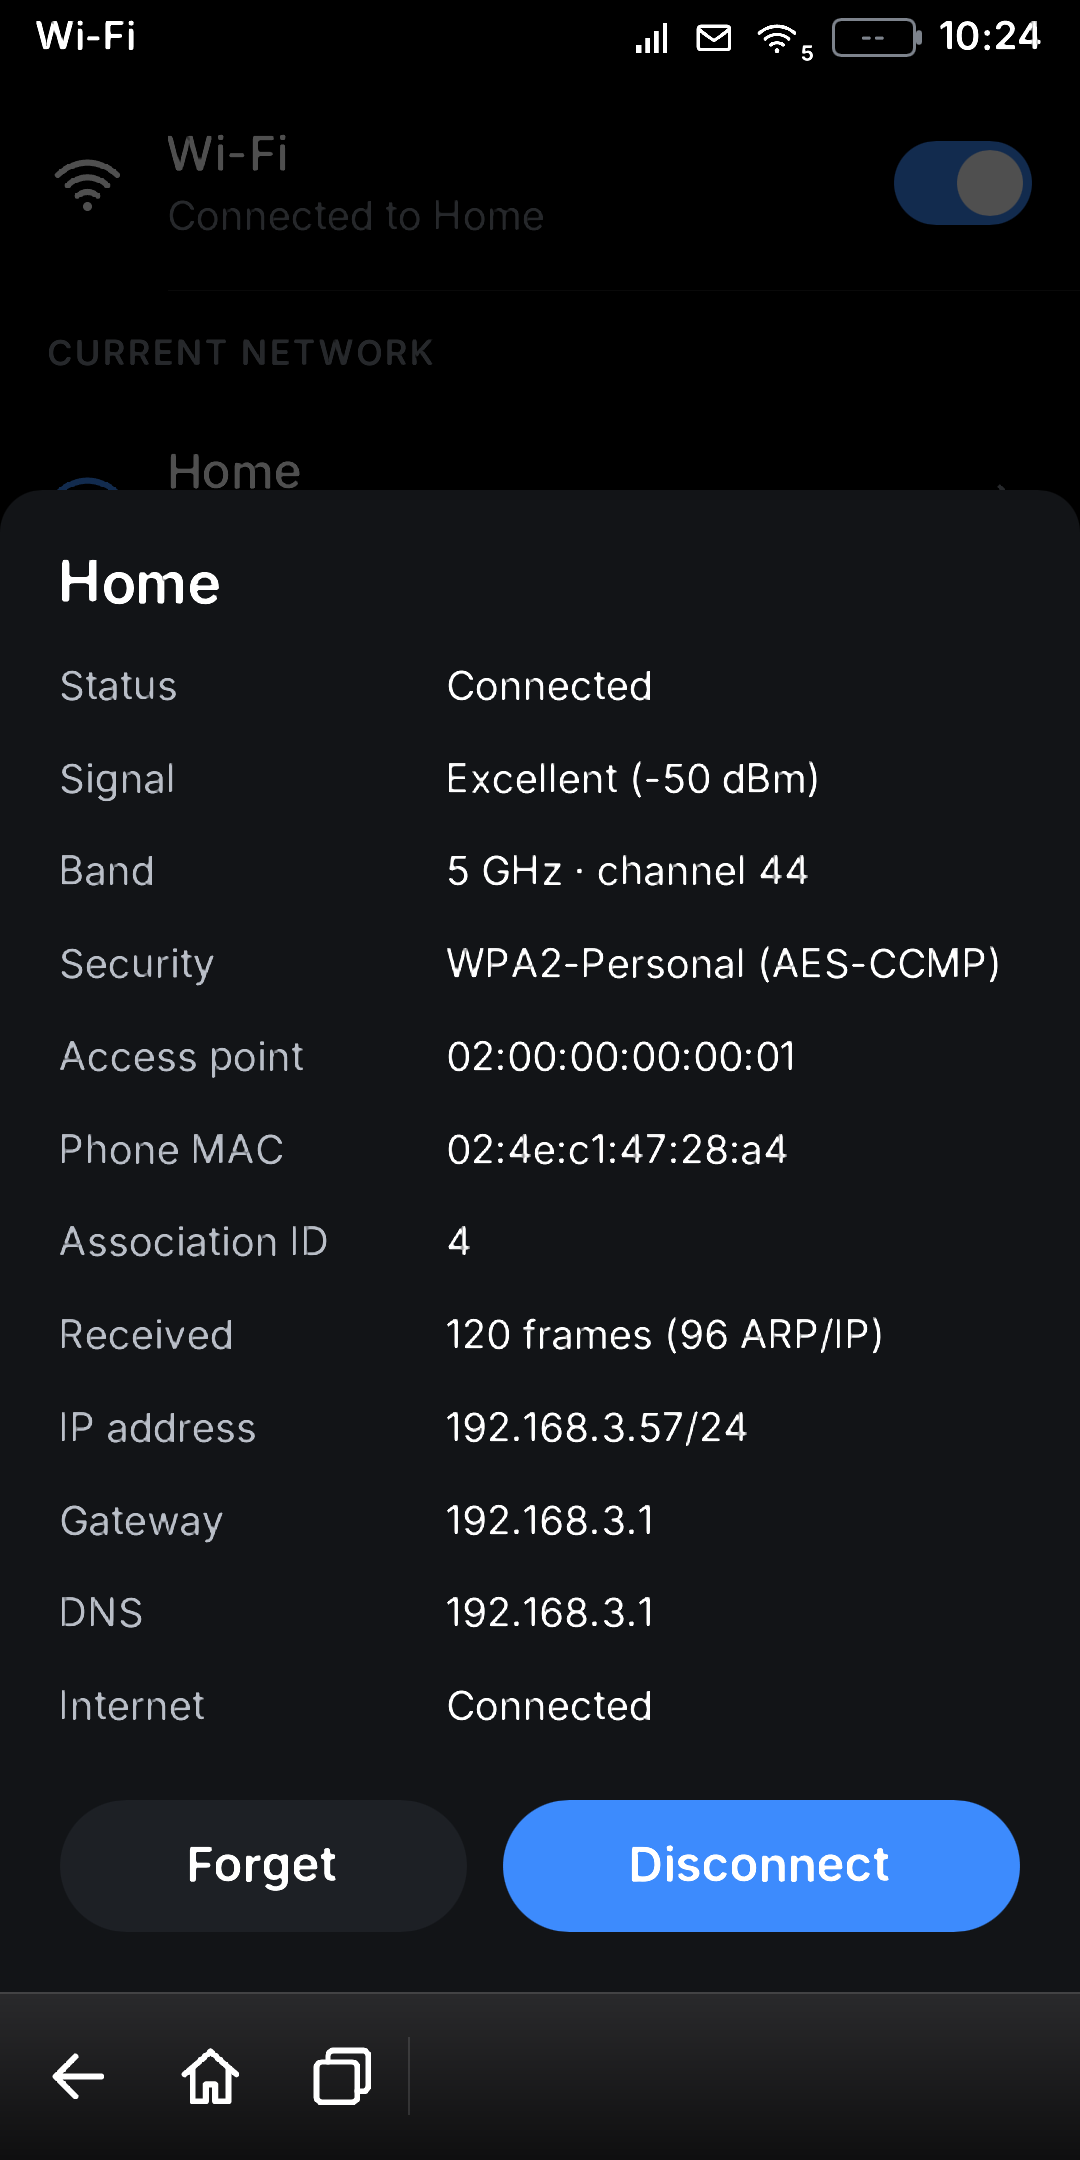 Wi-Fi
5
--
10:24
Wi-Fi
Connected to Home
CURRENT NETWORK
Home
Home
Status Connected
Signal Excellent (-50 dBm)
Band 5 GHz · channel 44
Security WPA2-Personal (AES-CCMP)
Access point 02:00:00:00:00:01
Phone MAC 02:4e:c1:47:28:a4
Association ID 4
Received 120 frames (96 ARP/IP)
IP address 192.168.3.57/24
Gateway 192.168.3.1
DNS 192.168.3.1
Internet Connected
Forget
Disconnect